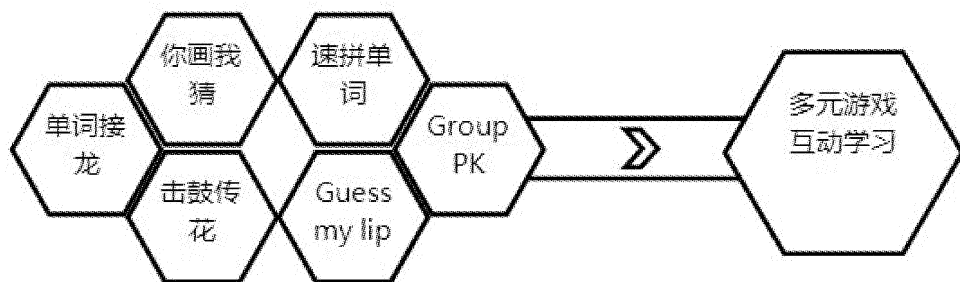 单词接
龙
你画我
猜
击鼓传
花
速拼单
词
Guess
my lip
Group
PK
多元游戏
互动学习